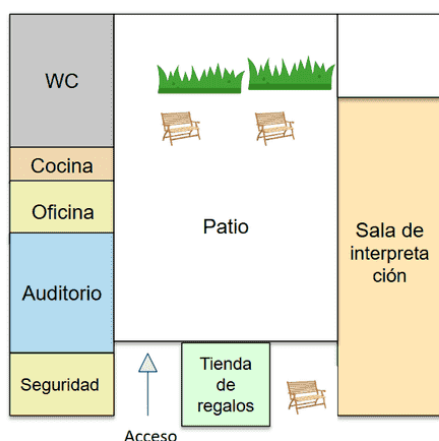 WC
Cocina
Oficina
Auditorio
Seguridad
Patio
Sala de
interpreta
ción
Tienda
de
regalos
Acceso